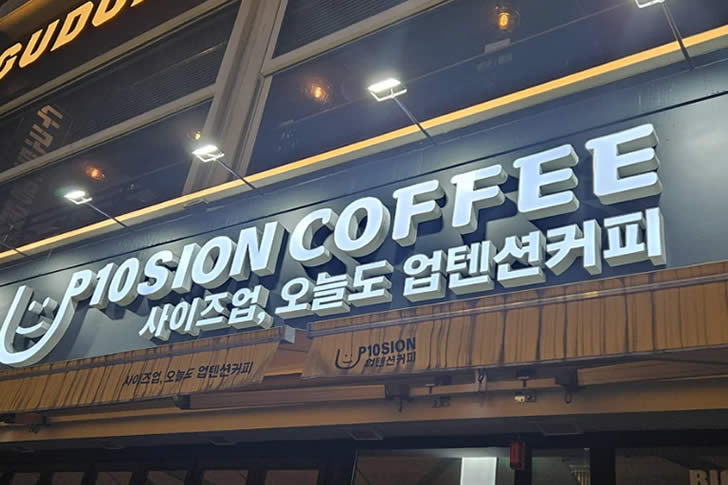 GUDO
UP10SION COFFEE
사이즈업, 오늘도 업텐션커피
사이즈업, 오늘도 업텐션커피
UP10SION
업텐션커피